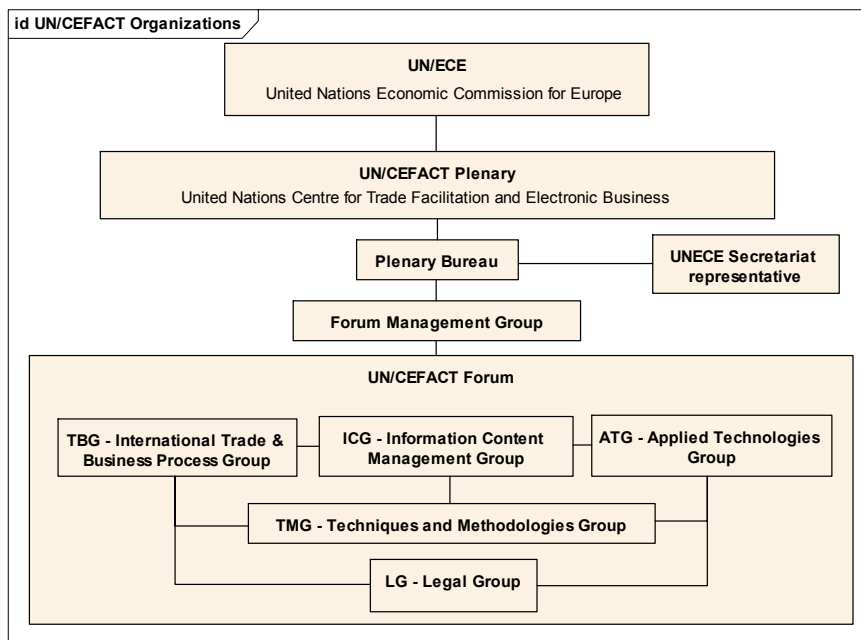 id UN/CEFACT Organizations
UN/ECE
United Nations Economic Commission for Europe
UN/CEFACT Plenary
United Nations Centre for Trade Facilitation and Electronic Business
Plenary Bureau
UNECE Secretariat
representative
Forum Management Group
UN/CEFACT Forum
TBG - International Trade &
Business Process Group
ICG - Information Content
Management Group
ATG - Applied Technologies
Group
TMG - Techniques and Methodologies Group
LG - Legal Group